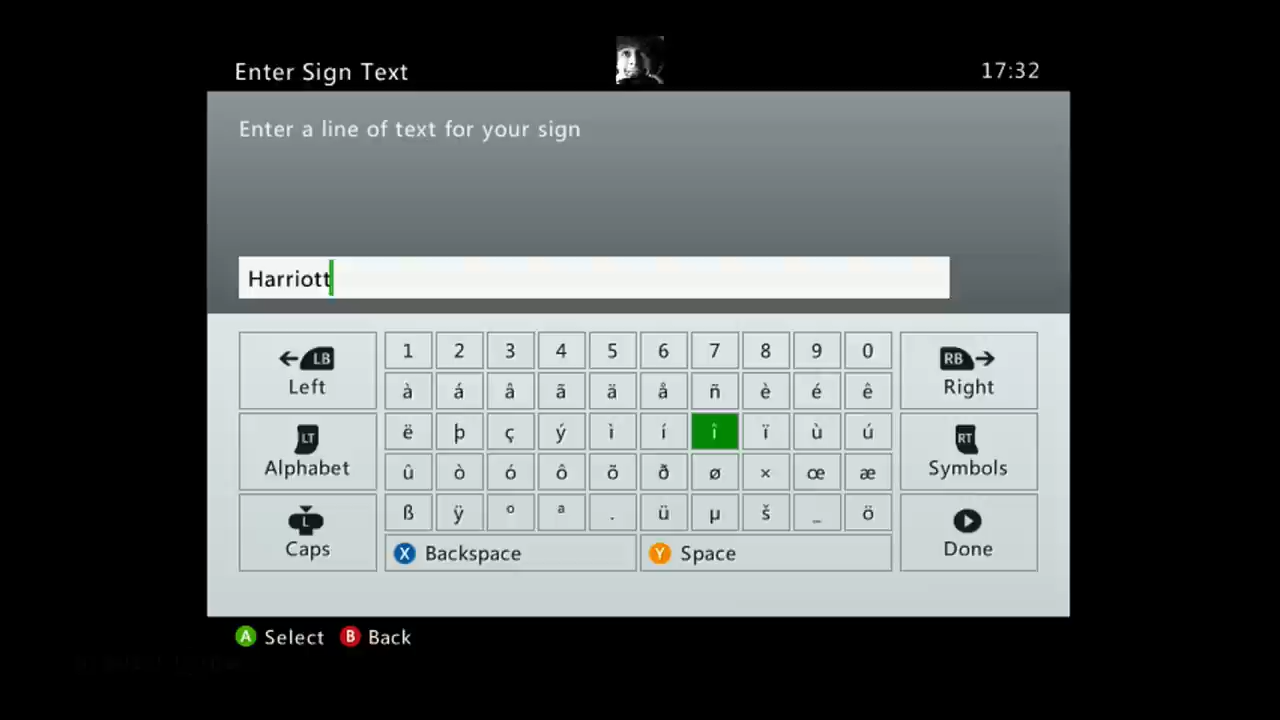 Enter Sign Text
17:32
Enter a line of text for your sign
Harriott
LB
Left
1 2 3 4 5 6 7 8 9 0
RB
Right
à á â ã ä å ñ è é ê
LT
Alphabet
ë þ ç ý ì í î ï ù ú
RT
Symbols
û ò ó ô õ ð ø × œ æ
L
Caps
ß ÿ º ª . ü µ š _ ö
Done
X Backspace
Y Space
A Select
B Back